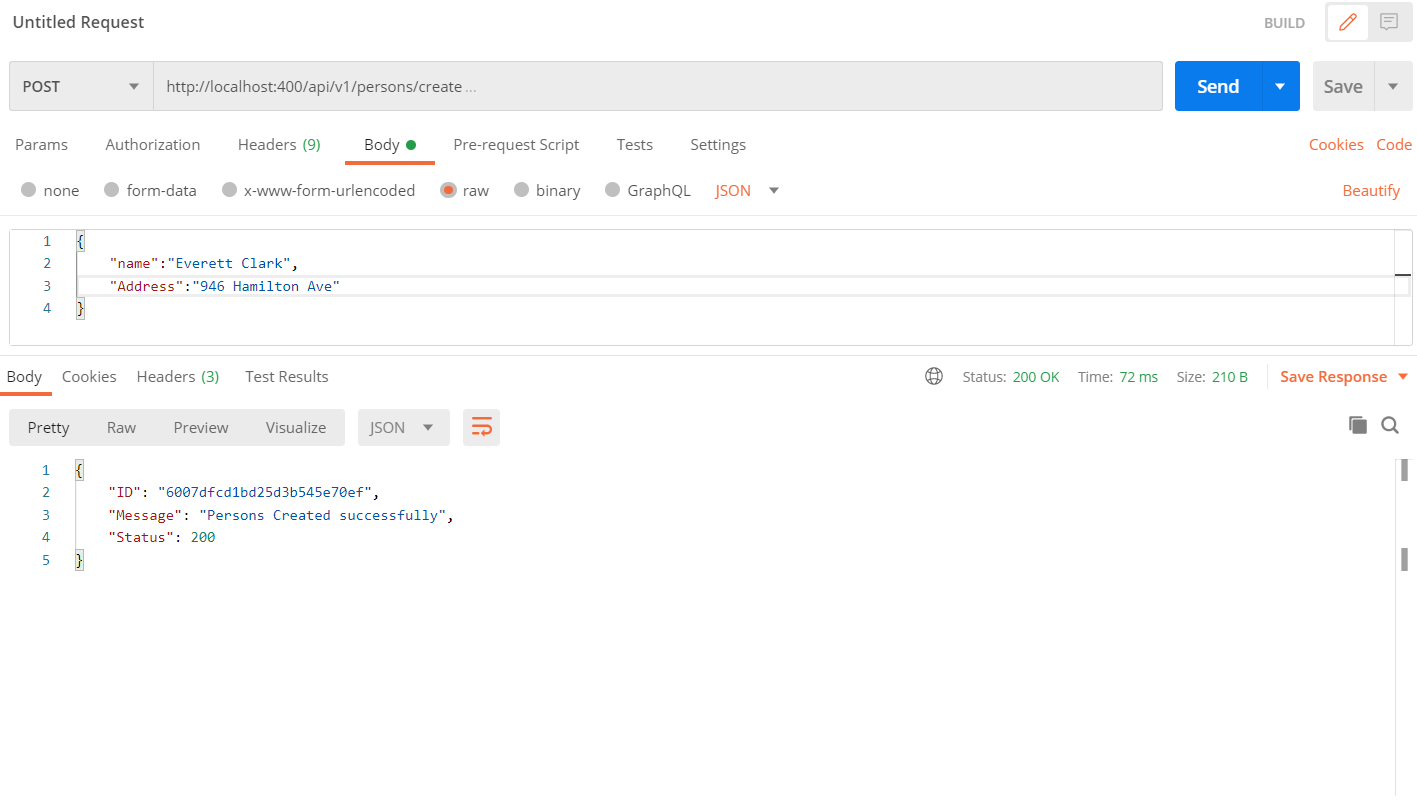 Untitled Request
BUILD
POST http://localhost:400/api/v1/persons/create ... Send Save
Params Authorization Headers (9) Body Pre-request Script Tests Settings Cookies Code
none form-data x-www-form-urlencoded raw binary GraphQL JSON Beautify
1 {
2 "name":"Everett Clark",
3 "Address":"946 Hamilton Ave"
4 }
Body Cookies Headers (3) Test Results Status: 200 OK Time: 72 ms Size: 210 B Save Response
Pretty Raw Preview Visualize JSON
1 {
2 "ID": "6007dfcd1bd25d3b545e70ef",
3 "Message": "Persons Created successfully",
4 "Status": 200
5 }